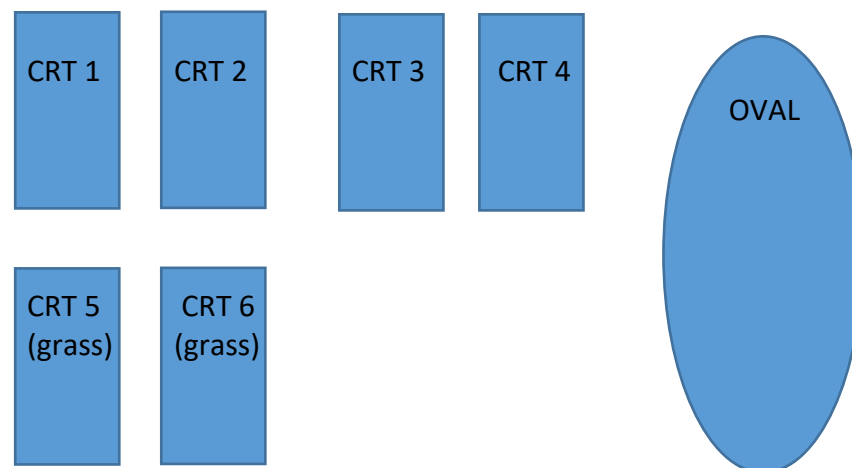 CRT 1
CRT 2
CRT 3
CRT 4
OVAL
CRT 5
(grass)
CRT 6
(grass)